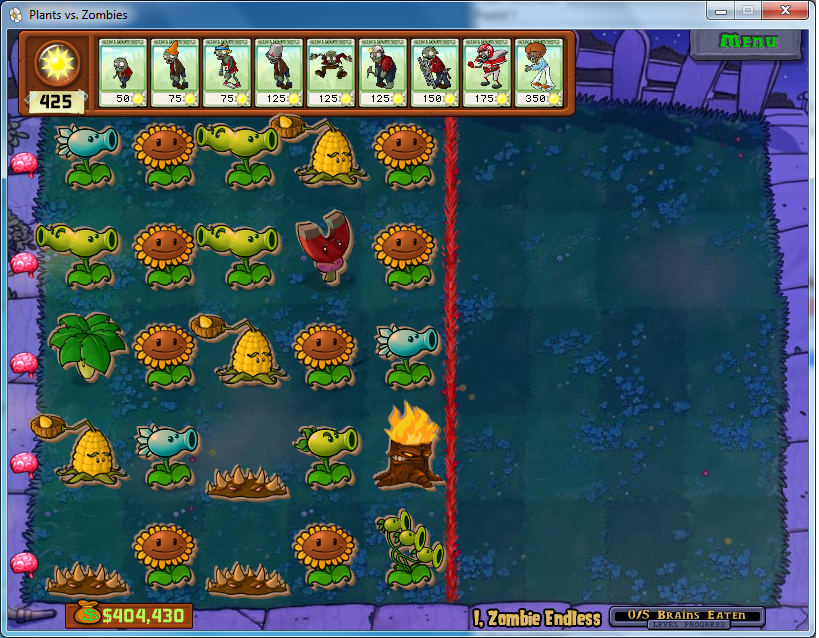 Plants vs. Zombies
Menu
425
50
75
75
125
125
125
150
175
350
$404,430
I, Zombie Endless
0/5 Brains Eaten
LEVEL PROGRESS